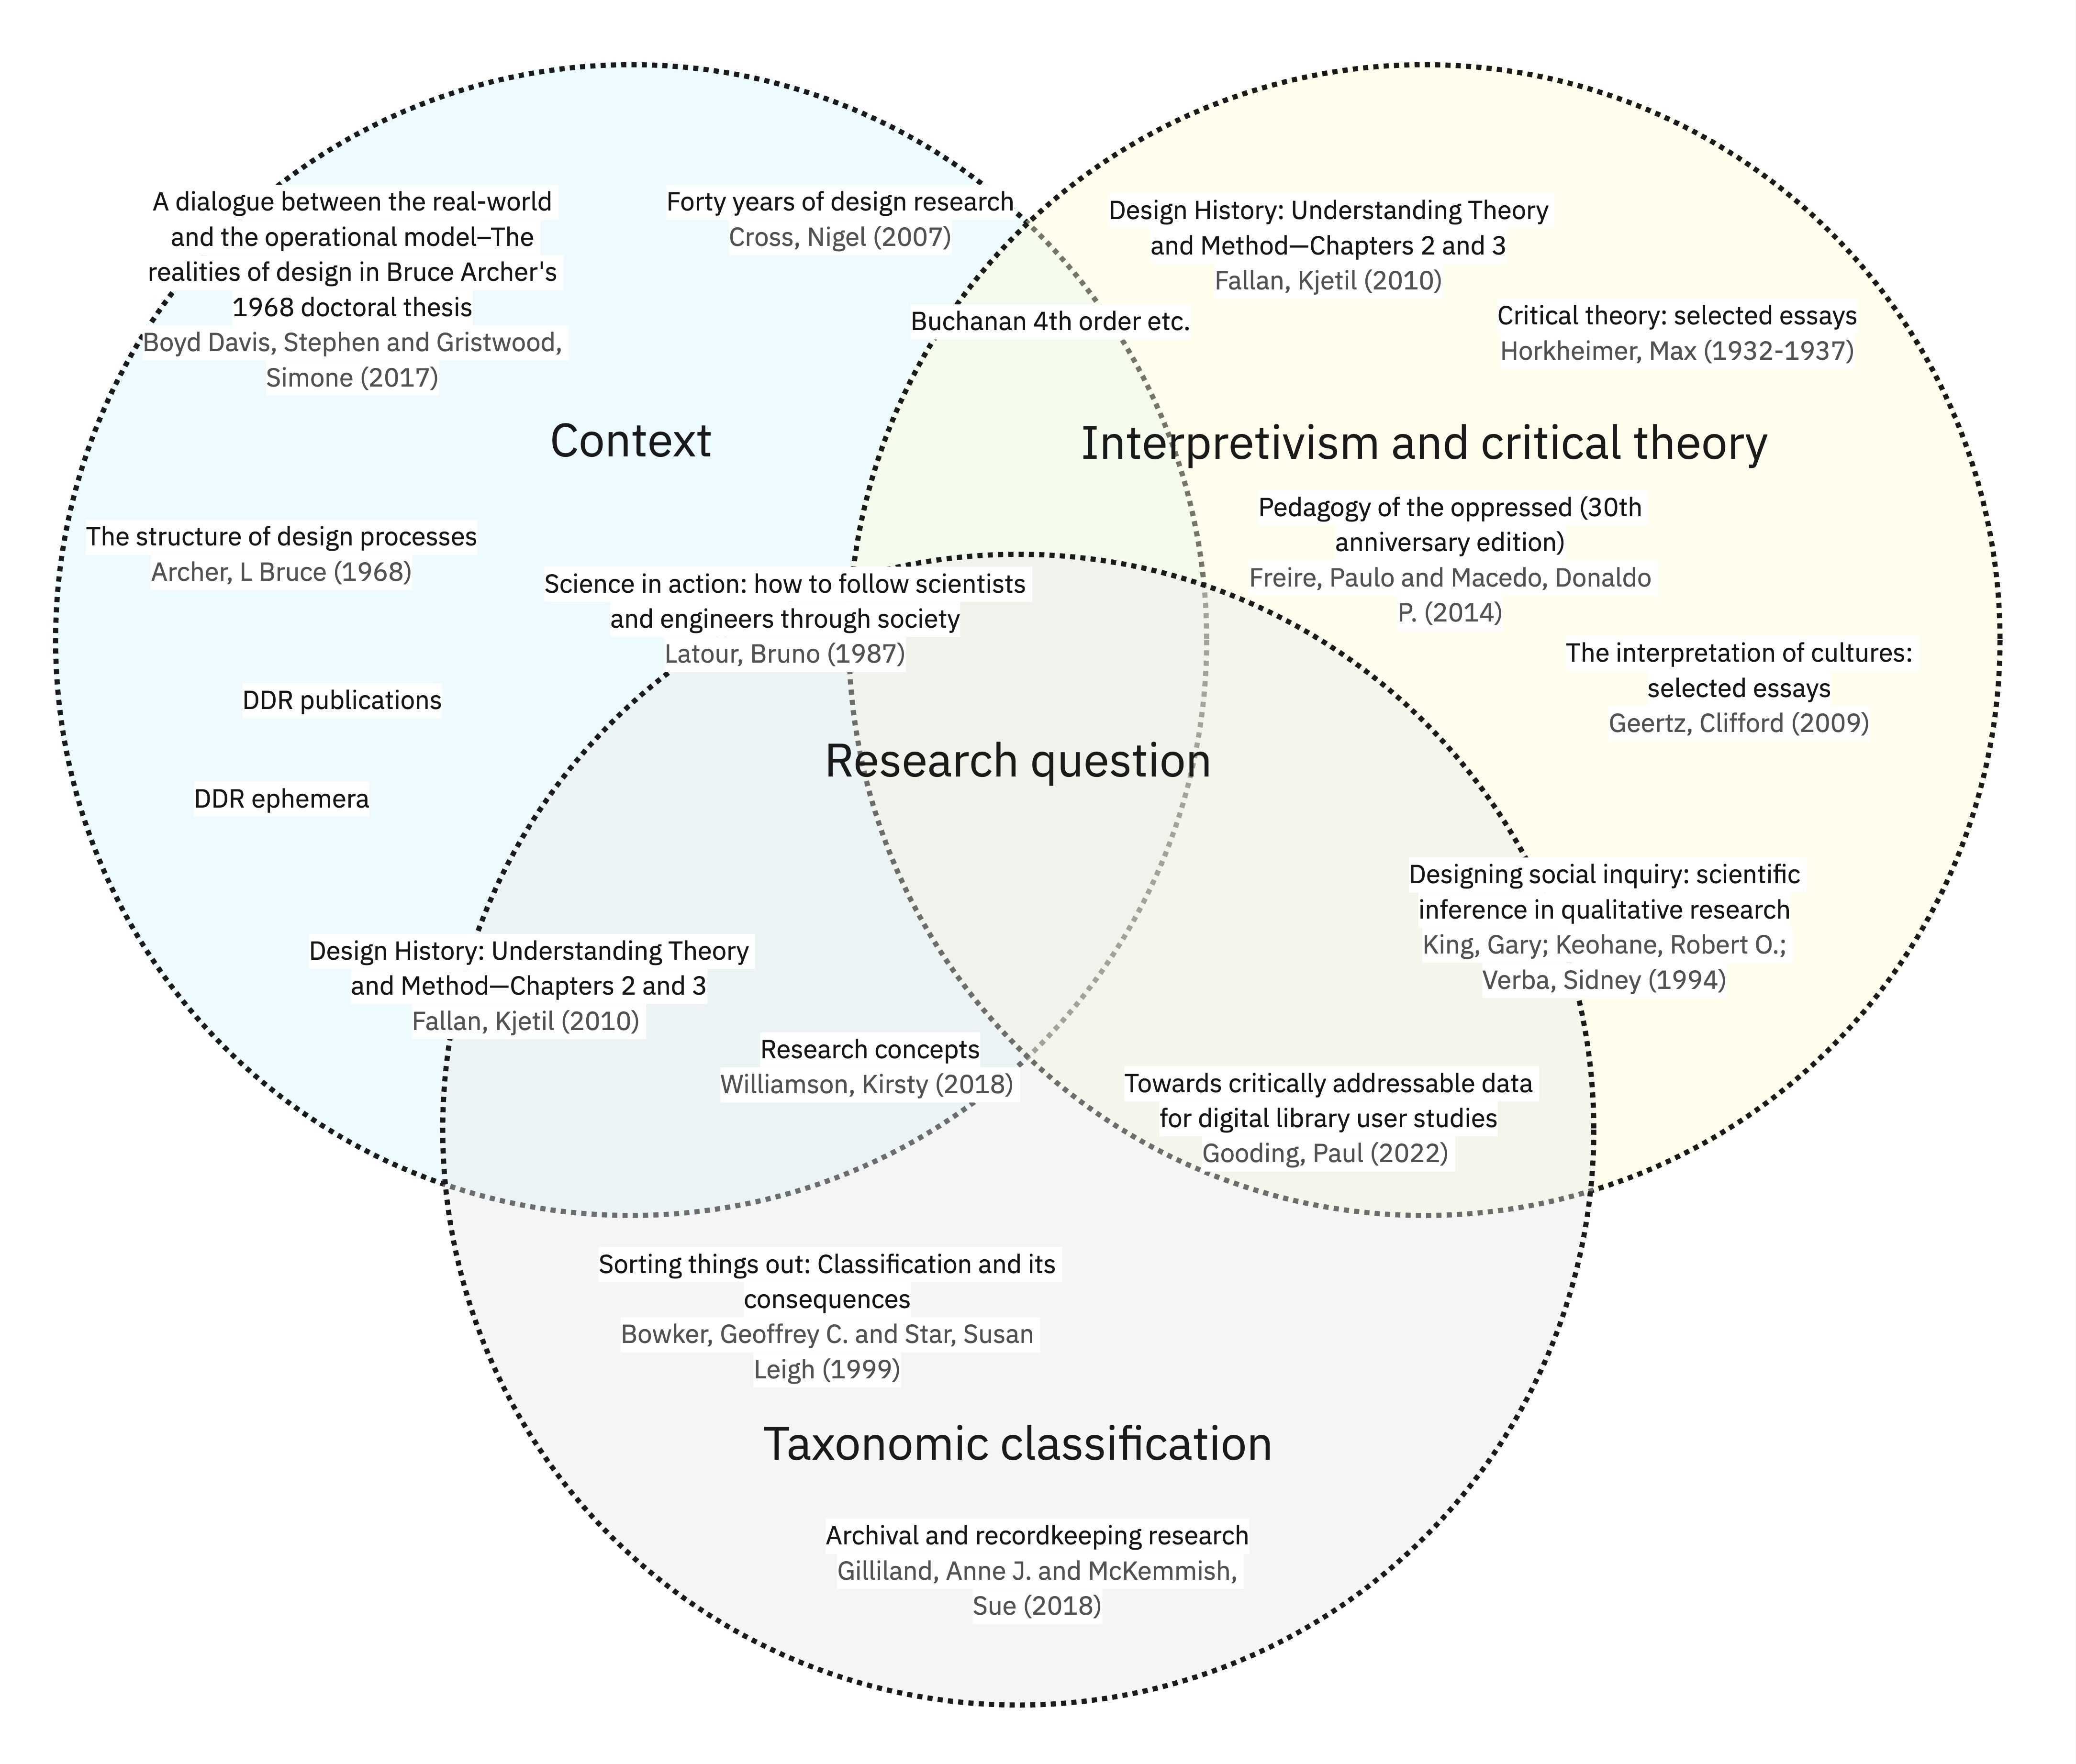 A dialogue between the real-world
and the operational model–The
realities of design in Bruce Archer's
1968 doctoral thesis
Boyd Davis, Stephen and Gristwood,
Simone (2017)
Forty years of design research
Cross, Nigel (2007)
Design History: Understanding Theory
and Method—Chapters 2 and 3
Fallan, Kjetil (2010)
Buchanan 4th order etc.
Critical theory: selected essays
Horkheimer, Max (1932-1937)
Context
Interpretivism and critical theory
The structure of design processes
Archer, L Bruce (1968)
Pedagogy of the oppressed (30th
anniversary edition)
Freire, Paulo and Macedo, Donaldo
P. (2014)
Science in action: how to follow scientists
and engineers through society
Latour, Bruno (1987)
The interpretation of cultures:
selected essays
Geertz, Clifford (2009)
DDR publications
Research question
DDR ephemera
Designing social inquiry: scientific
inference in qualitative research
King, Gary; Keohane, Robert O.;
Verba, Sidney (1994)
Design History: Understanding Theory
and Method—Chapters 2 and 3
Fallan, Kjetil (2010)
Research concepts
Williamson, Kirsty (2018)
Towards critically addressable data
for digital library user studies
Gooding, Paul (2022)
Sorting things out: Classification and its
consequences
Bowker, Geoffrey C. and Star, Susan
Leigh (1999)
Taxonomic classification
Archival and recordkeeping research
Gilliland, Anne J. and McKemmish,
Sue (2018)